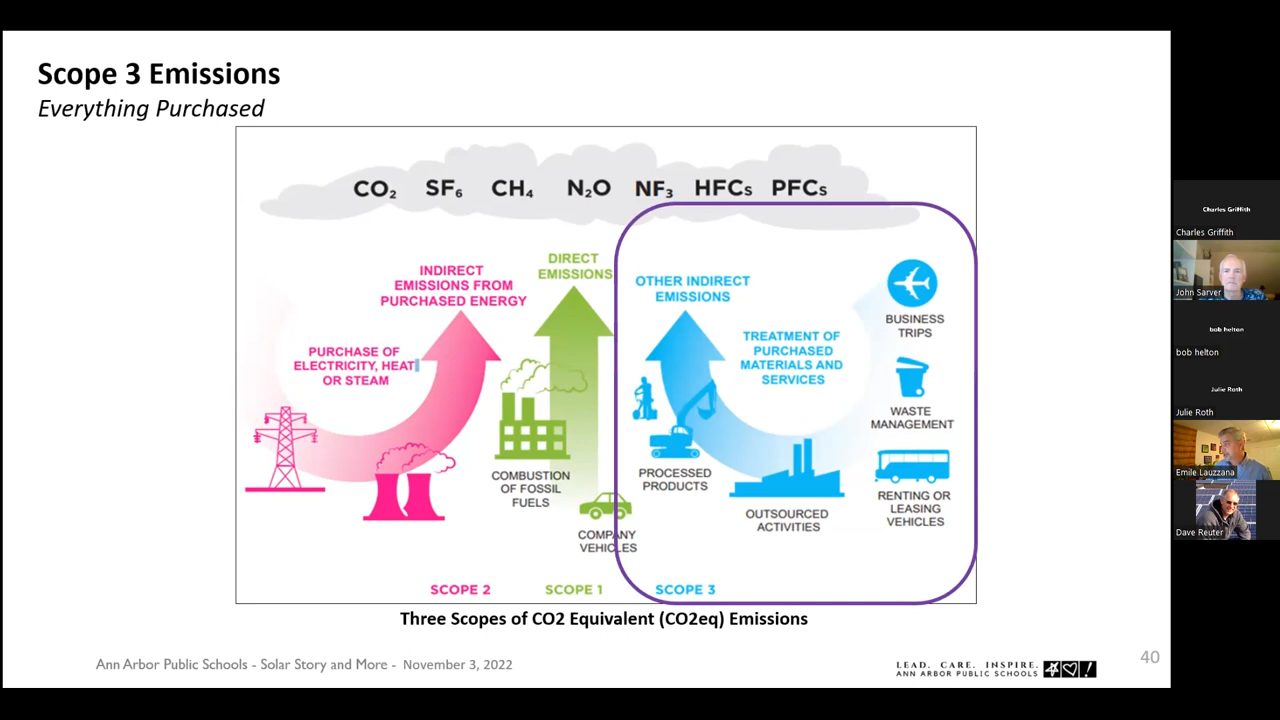 Scope 3 Emissions
Everything Purchased
CO₂ SF₆ CH₄ N₂O NF₃ HFCs PFCs
INDIRECT
EMISSIONS FROM
PURCHASED ENERGY
DIRECT
EMISSIONS
OTHER INDIRECT
EMISSIONS
PURCHASE OF
ELECTRICITY, HEAT
OR STEAM
TREATMENT OF
PURCHASED
MATERIALS AND
SERVICES
BUSINESS
TRIPS
WASTE
MANAGEMENT
COMBUSTION
OF FOSSIL
FUELS
COMPANY
VEHICLES
PROCESSED
PRODUCTS
OUTSOURCED
ACTIVITIES
RENTING OR
LEASING
VEHICLES
SCOPE 2
SCOPE 1
SCOPE 3
Three Scopes of CO2 Equivalent (CO2eq) Emissions
Ann Arbor Public Schools - Solar Story and More - November 3, 2022
LEAD. CARE. INSPIRE.
ANN ARBOR PUBLIC SCHOOLS
40
Charles Griffith
Charles Griffith
John Sarver
bob helton
bob helton
Julie Roth
Julie Roth
Emile Lauzzana
Dave Reuter